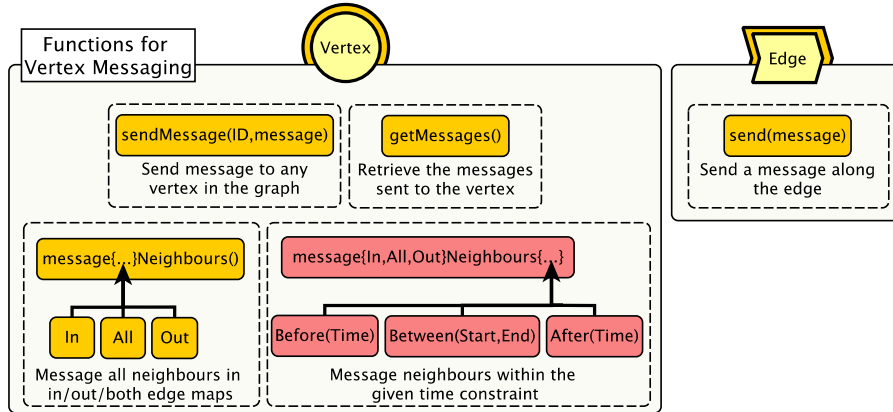 Functions for
Vertex Messaging
Vertex
Edge
sendMessage(ID,message)
Send message to any
vertex in the graph
getMessages()
Retrieve the messages
sent to the vertex
send(message)
Send a message along
the edge
message{...}Neighbours()
In
All
Out
Message all neighbours in
in/out/both edge maps
message{In,All,Out}Neighbours{...}
Before(Time)
Between(Start,End)
After(Time)
Message neighbours within the
given time constraint